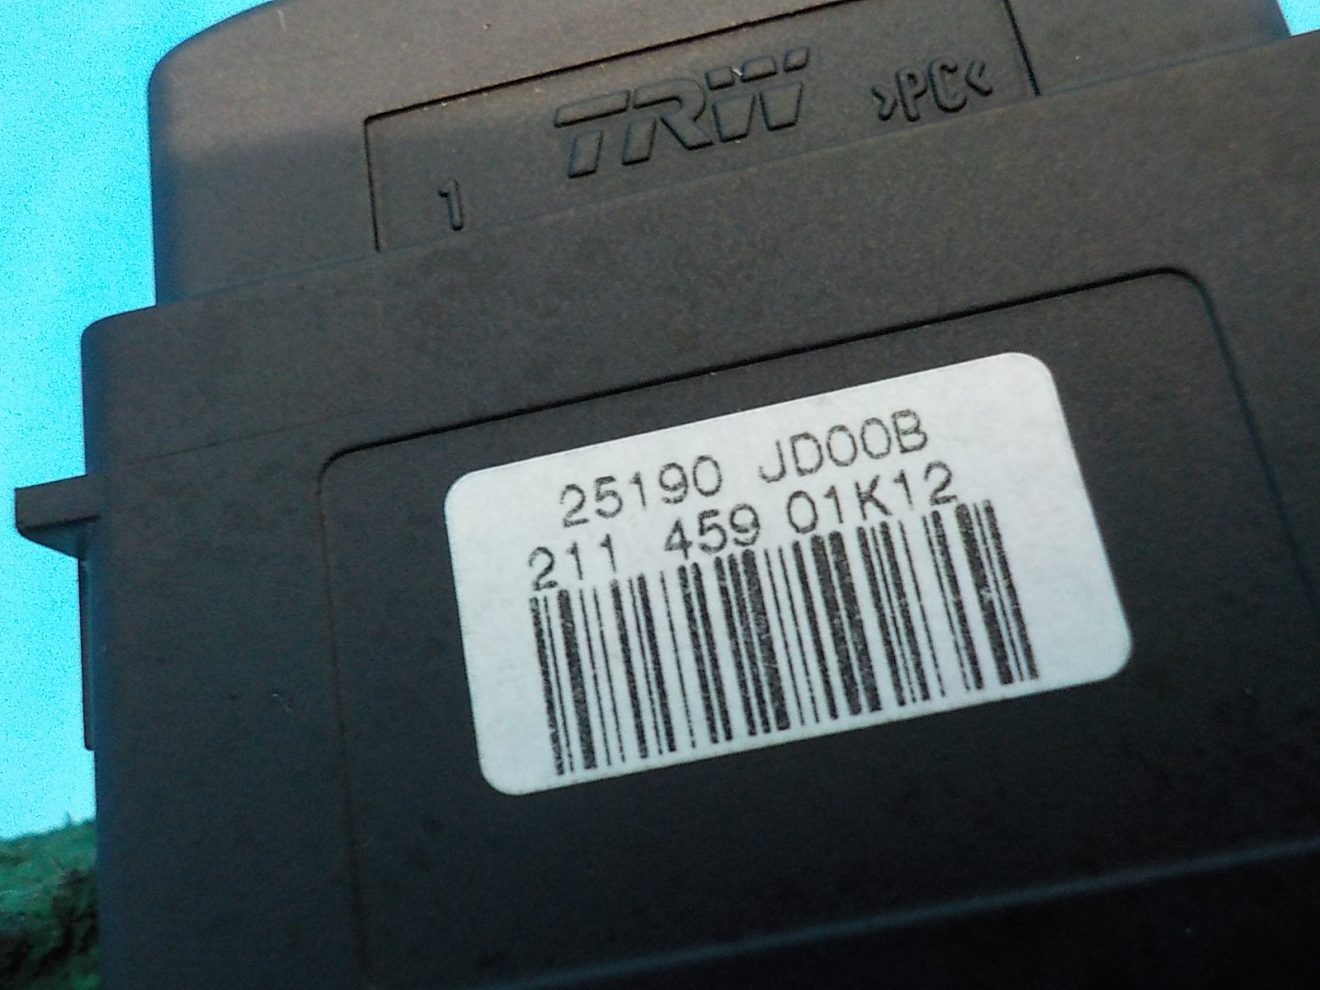 TRW >PC<
1
25190 JD00B
211 459 01K12